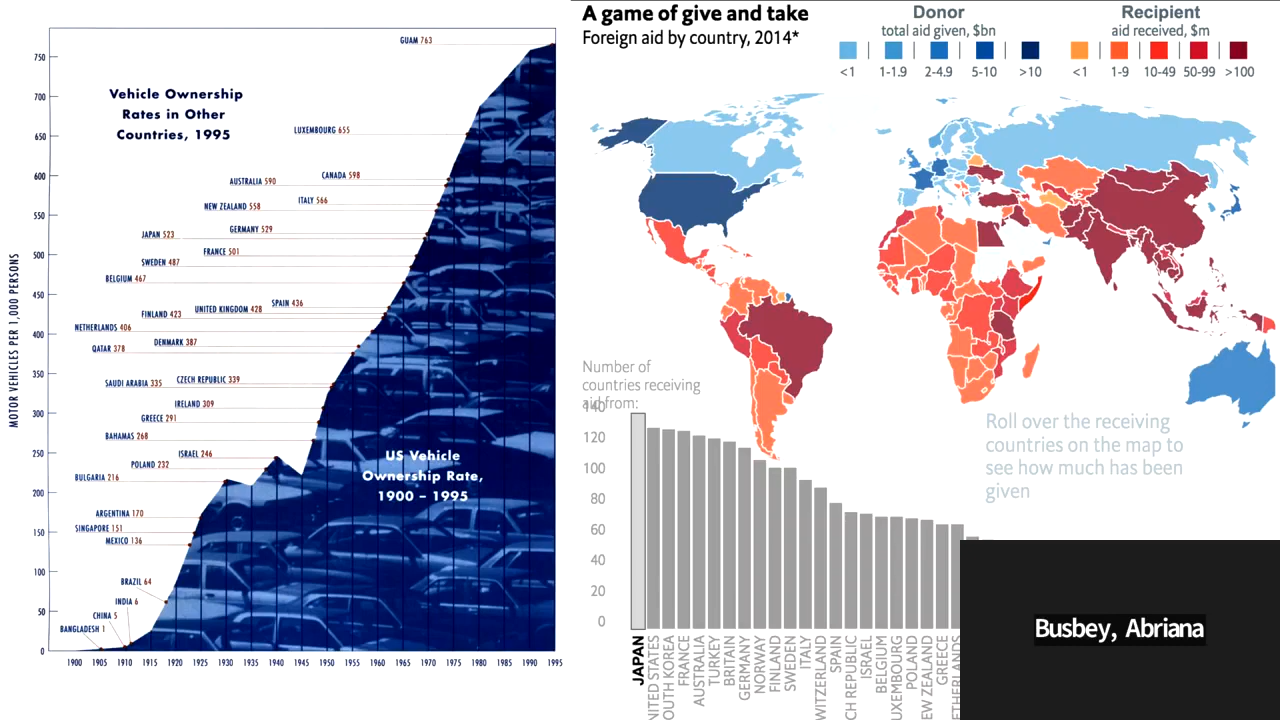 GUAM 763
750
Vehicle Ownership
Rates in Other
Countries, 1995
700
LUXEMBOURG 655
650
CANADA 598
600
AUSTRALIA 590
ITALY 566
NEW ZEALAND 558
550
GERMANY 529
JAPAN 523
FRANCE 501
500
SWEDEN 487
BELGIUM 467
450
SPAIN 436
UNITED KINGDOM 428
FINLAND 423
NETHERLANDS 406
400
DENMARK 387
QATAR 378
350
CZECH REPUBLIC 339
SAUDI ARABIA 335
IRELAND 309
300
GREECE 291
BAHAMAS 268
250
ISRAEL 246
POLAND 232
BULGARIA 216
200
US Vehicle
Ownership Rate,
1900 – 1995
ARGENTINA 170
150
SINGAPORE 151
MEXICO 136
100
BRAZIL 64
50
INDIA 6
CHINA 5
BANGLADESH 1
0
MOTOR VEHICLES PER 1,000 PERSONS
1900 1905 1910 1915 1920 1925 1930 1935 1940 1945 1950 1955 1960 1965 1970 1975 1980 1985 1990 1995
A game of give and take
Foreign aid by country, 2014*
Donor
total aid given, $bn
<1 1-1.9 2-4.9 5-10 >10
Recipient
aid received, $m
<1 1-9 10-49 50-99 >100
Number of
countries receiving
aid from:
140
120
100
80
60
40
20
0
Roll over the receiving
countries on the map to
see how much has been
given
JAPAN
NITED STATES
OUTH KOREA
FRANCE
AUSTRALIA
TURKEY
BRITAIN
GERMANY
NORWAY
FINLAND
SWEDEN
ITALY
WITZERLAND
SPAIN
CH REPUBLIC
ISRAEL
BELGIUM
UXEMBOURG
POLAND
EW ZEALAND
GREECE
ETHERLANDS
Busbey, Abriana